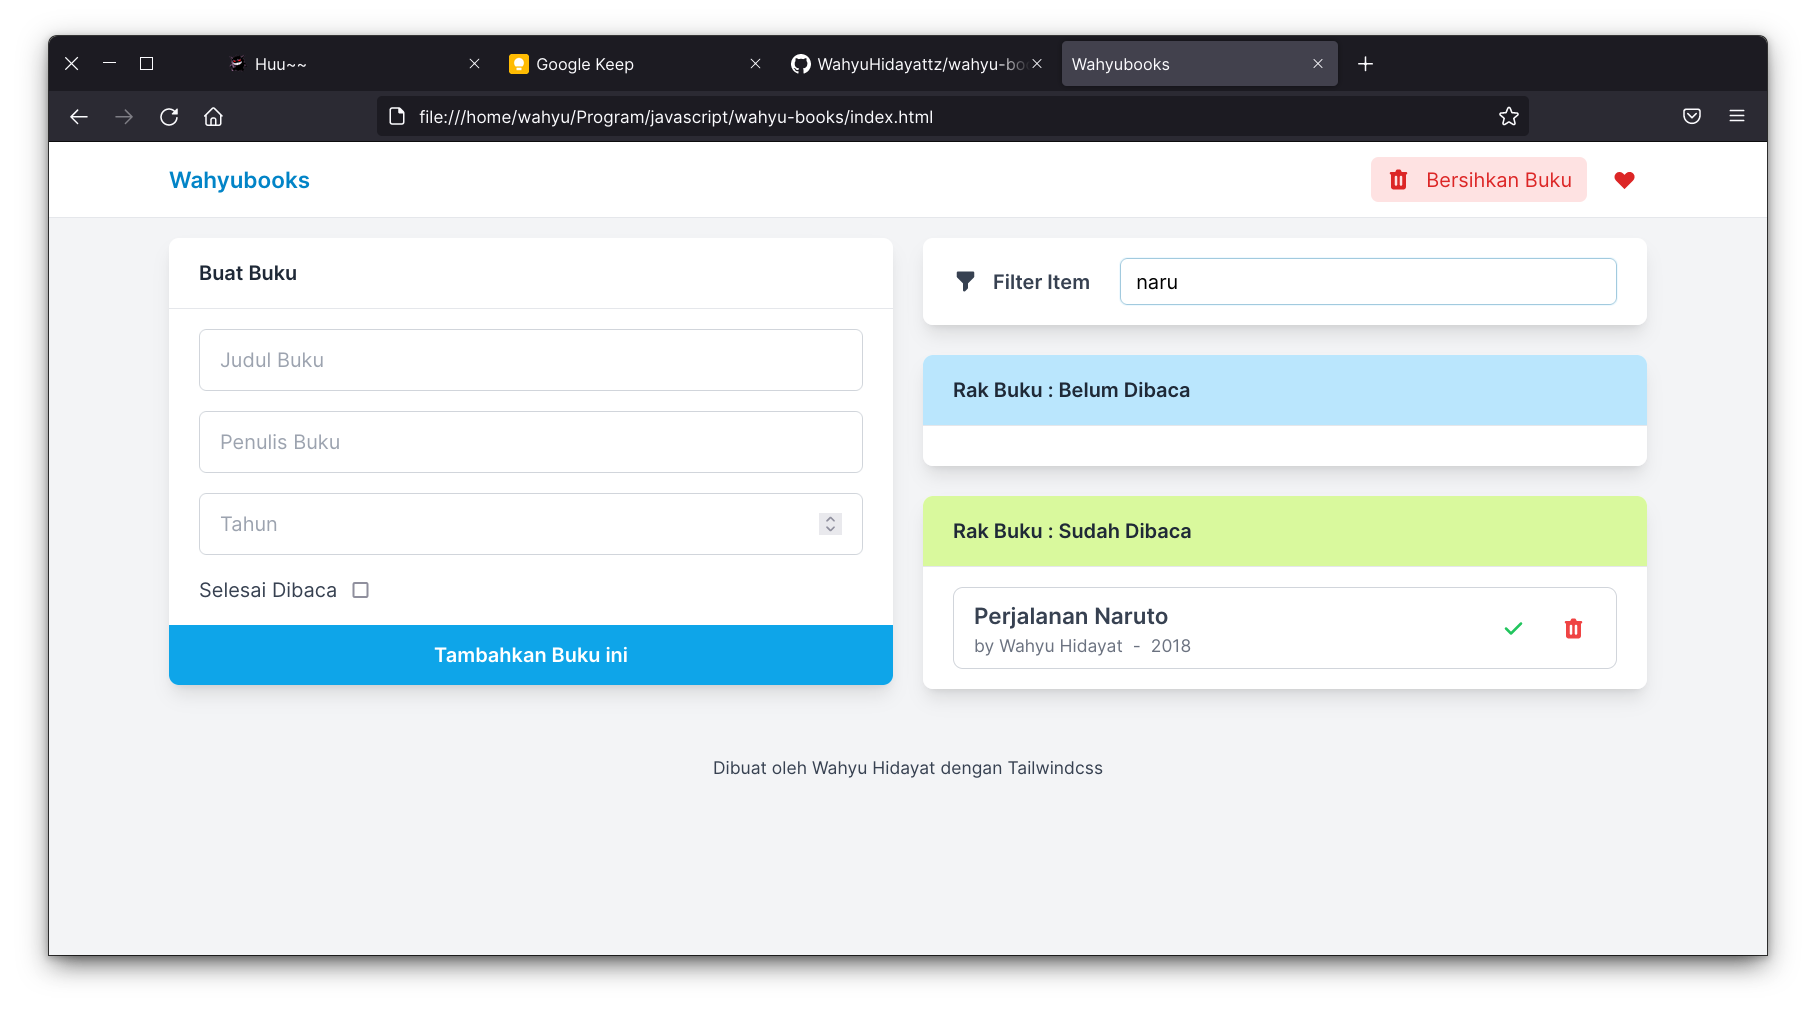 Huu~~
Google Keep
WahyuHidayattz/wahyu-bo
Wahyubooks
file:///home/wahyu/Program/javascript/wahyu-books/index.html
Wahyubooks
Bersihkan Buku
Buat Buku
Judul Buku
Penulis Buku
Tahun
Selesai Dibaca
Tambahkan Buku ini
Filter Item
naru
Rak Buku : Belum Dibaca
Rak Buku : Sudah Dibaca
Perjalanan Naruto
by Wahyu Hidayat - 2018
Dibuat oleh Wahyu Hidayat dengan Tailwindcss